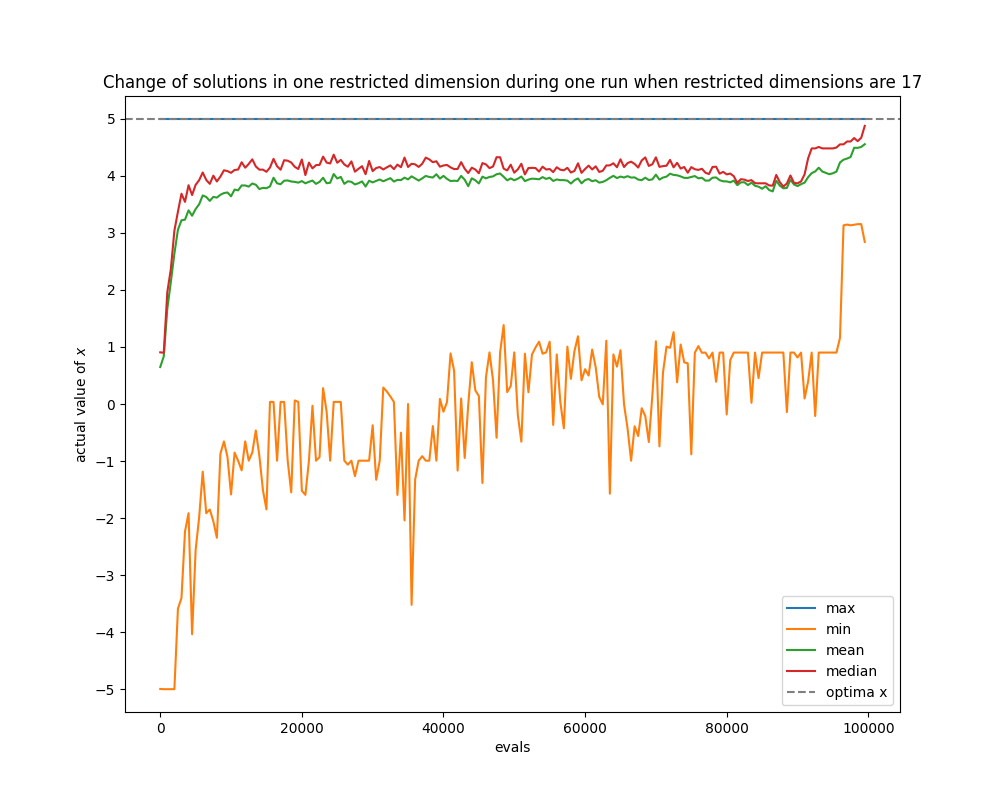 Change of solutions in one restricted dimension during one run when restricted dimensions are 17
5
4
3
2
1
0
−1
−2
−3
−4
−5
actual value of x
0 20000 40000 60000 80000 100000
evals
max
min
mean
median
optima x